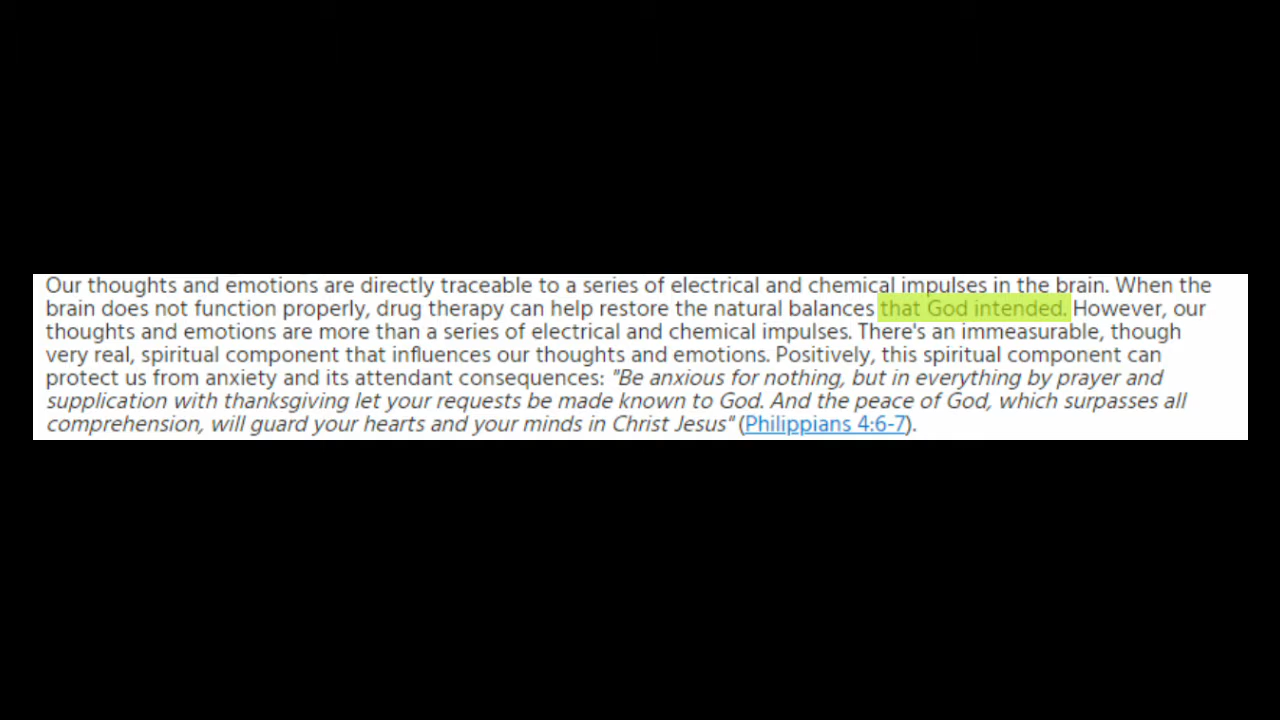 Our thoughts and emotions are directly traceable to a series of electrical and chemical impulses in the brain. When the
brain does not function properly, drug therapy can help restore the natural balances that God intended. However, our
thoughts and emotions are more than a series of electrical and chemical impulses. There's an immeasurable, though
very real, spiritual component that influences our thoughts and emotions. Positively, this spiritual component can
protect us from anxiety and its attendant consequences: "Be anxious for nothing, but in everything by prayer and
supplication with thanksgiving let your requests be made known to God. And the peace of God, which surpasses all
comprehension, will guard your hearts and your minds in Christ Jesus" (Philippians 4:6-7).